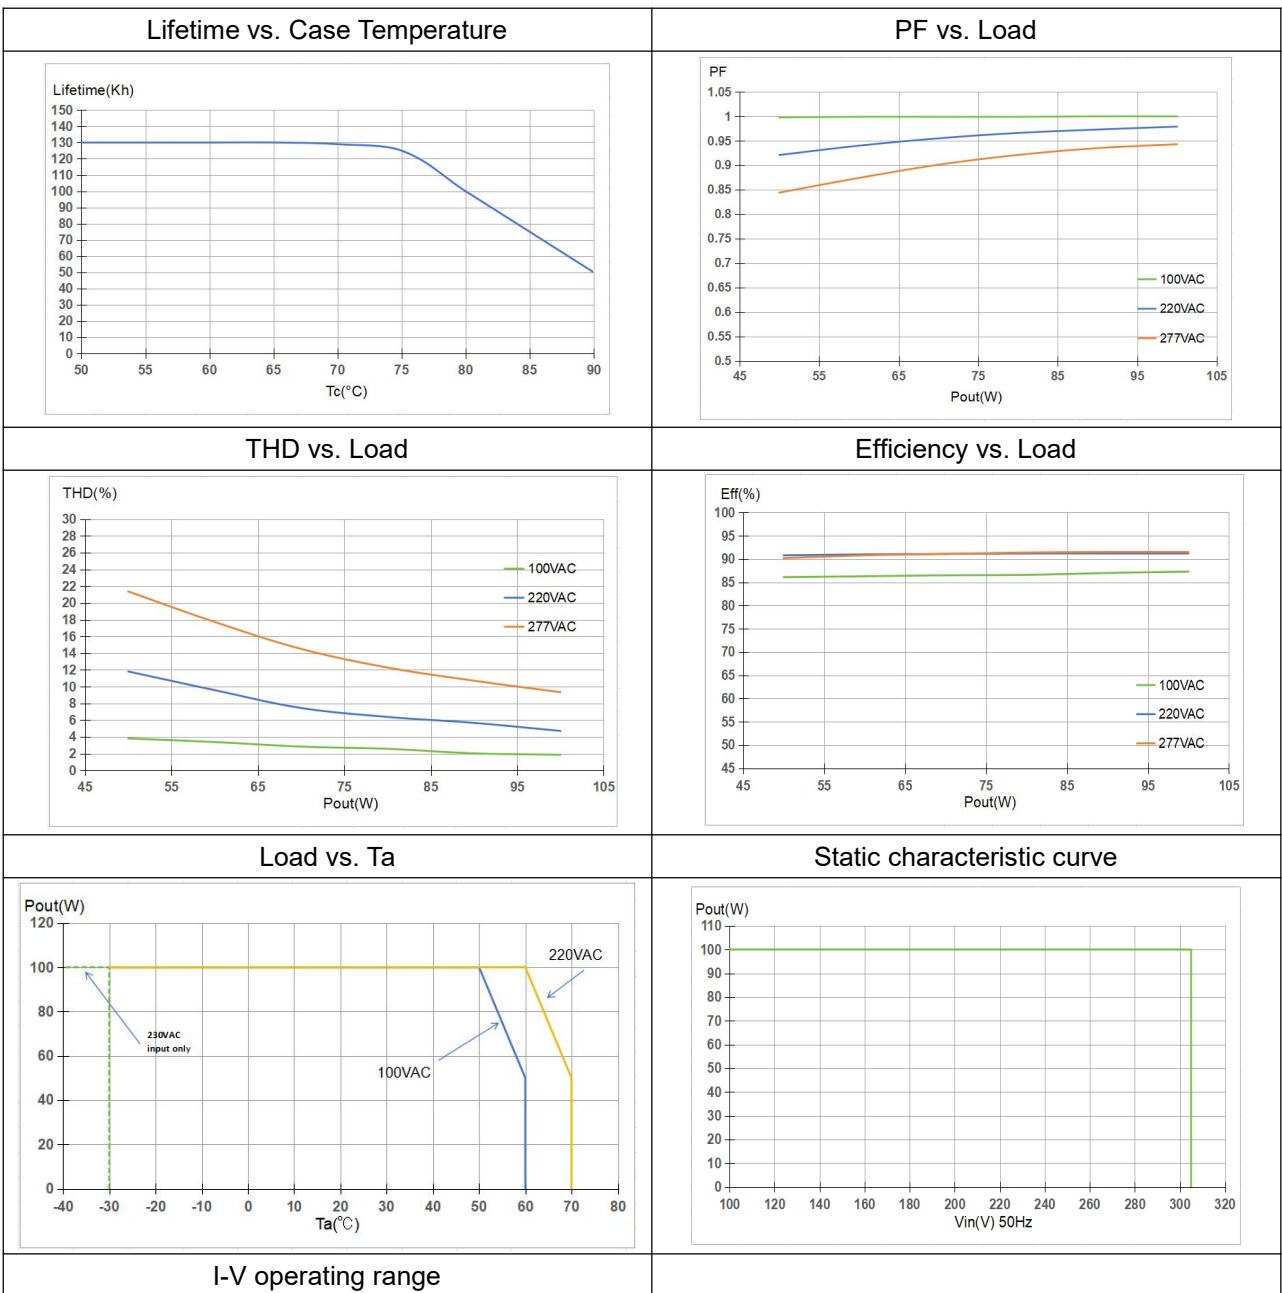 Lifetime vs. Case Temperature
PF vs. Load
Lifetime(Kh)
150
140
130
120
110
100
90
80
70
60
50
40
30
20
10
0
50 55 60 65 70 75 80 85 90
Tc(°C)
PF
1.05
1
0.95
0.9
0.85
0.8
0.75
0.7
0.65
0.6
0.55
0.5
100VAC
220VAC
277VAC
45 55 65 75 85 95 105
Pout(W)
THD vs. Load
Efficiency vs. Load
THD(%)
30
28
26
24
22
20
18
16
14
12
10
8
6
4
2
0
100VAC
220VAC
277VAC
45 55 65 75 85 95 105
Pout(W)
Eff(%)
100
95
90
85
80
75
70
65
60
55
50
45
100VAC
220VAC
277VAC
45 55 65 75 85 95 105
Pout(W)
Load vs. Ta
Static characteristic curve
Pout(W)
120
100
80
60
40
20
0
220VAC
230VAC
input only
100VAC
-40 -30 -20 -10 0 10 20 30 40 50 60 70 80
Ta(℃)
Pout(W)
110
100
90
80
70
60
50
40
30
20
10
0
100 120 140 160 180 200 220 240 260 280 300 320
Vin(V) 50Hz
I-V operating range